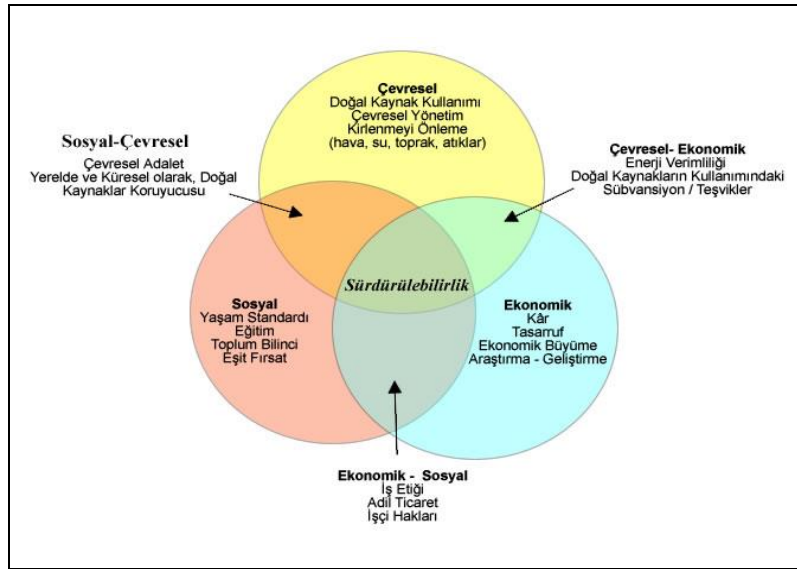 Çevresel
Doğal Kaynak Kullanımı
Çevresel Yönetim
Kirlenmeyi Önleme
(hava, su, toprak, atıklar)
Sosyal-Çevresel
Çevresel Adalet
Yerelde ve Küresel olarak, Doğal
Kaynaklar Koruyucusu
Çevresel- Ekonomik
Enerji Verimliliği
Doğal Kaynakların Kullanımındaki
Sübvansiyon / Teşvikler
Sürdürülebilirlik
Sosyal
Yaşam Standardı
Eğitim
Toplum Bilinci
Eşit Fırsat
Ekonomik
Kâr
Tasarruf
Ekonomik Büyüme
Araştırma - Geliştirme
Ekonomik - Sosyal
İş Etiği
Adil Ticaret
İşçi Hakları